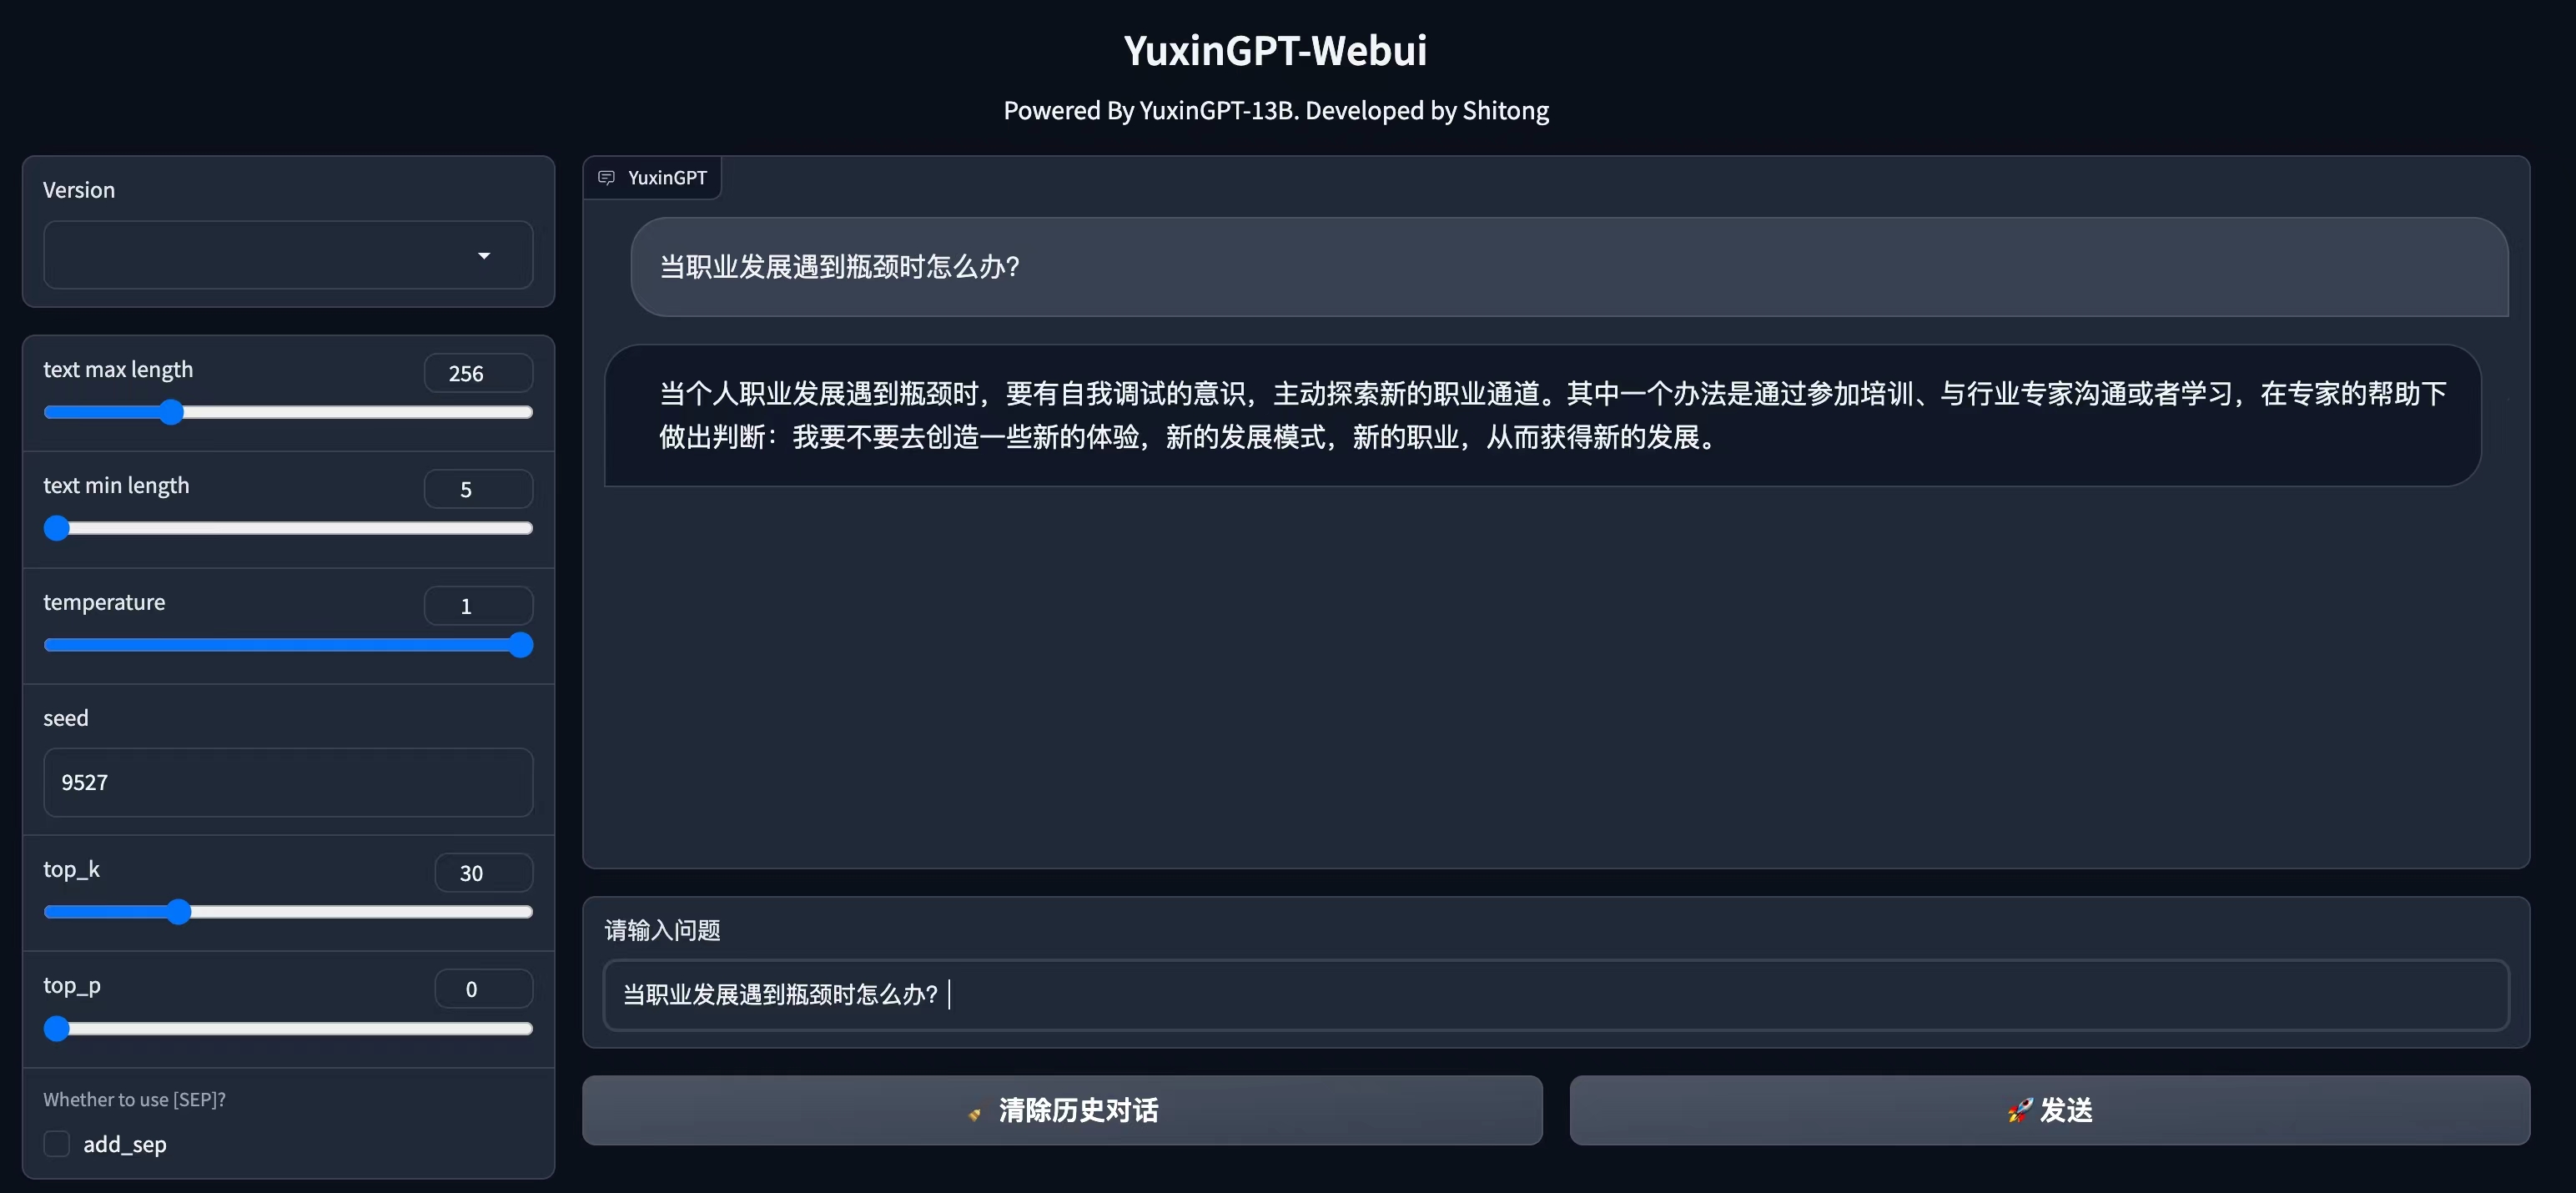 YuxinGPT-Webui
Powered By YuxinGPT-13B. Developed by Shitong
Version
text max length
256
text min length
5
temperature
1
seed
9527
top_k
30
top_p
0
Whether to use [SEP]?
add_sep
YuxinGPT
当职业发展遇到瓶颈时怎么办?
当个人职业发展遇到瓶颈时，要有自我调试的意识，主动探索新的职业通道。其中一个办法是通过参加培训、与行业专家沟通或者学习，在专家的帮助下
做出判断：我要不要去创造一些新的体验，新的发展模式，新的职业，从而获得新的发展。
请输入问题
当职业发展遇到瓶颈时怎么办？
清除历史对话
🚀 发送